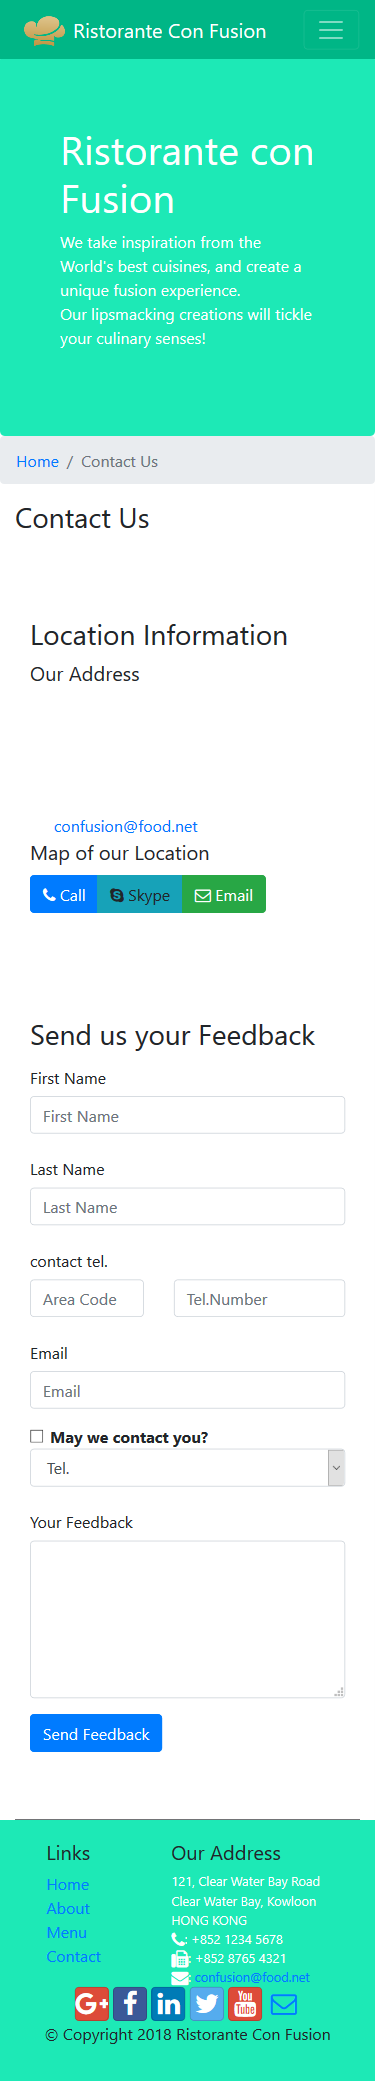 Ristorante Con Fusion
Ristorante con
Fusion
We take inspiration from the
World's best cuisines, and create a
unique fusion experience.
Our lipsmacking creations will tickle
your culinary senses!
Home / Contact Us
Contact Us
Location Information
Our Address
confusion@food.net
Map of our Location
Call Skype Email
Send us your Feedback
First Name
First Name
Last Name
Last Name
contact tel.
Area Code Tel.Number
Email
Email
May we contact you?
Tel.
Your Feedback
Send Feedback
Links
Home
About
Menu
Contact
Our Address
121, Clear Water Bay Road
Clear Water Bay, Kowloon
HONG KONG
: +852 1234 5678
: +852 8765 4321
: confusion@food.net
G+ f in You Tube
© Copyright 2018 Ristorante Con Fusion